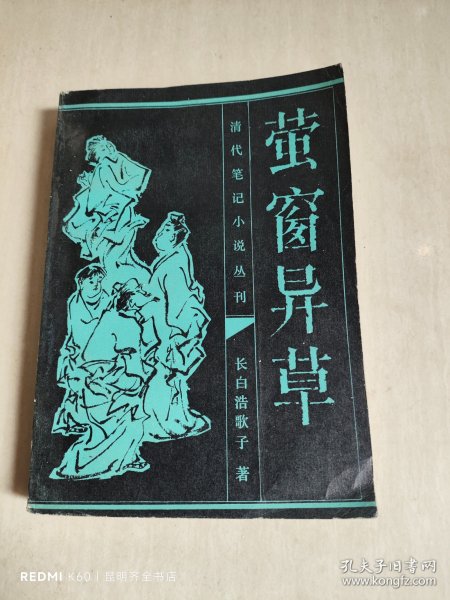 萤窗异草
清代笔记小说丛刊
长白浩歌子 著
REDMI K60 | 昆明齐全书店
孔夫子旧书网
www.kongfz.com